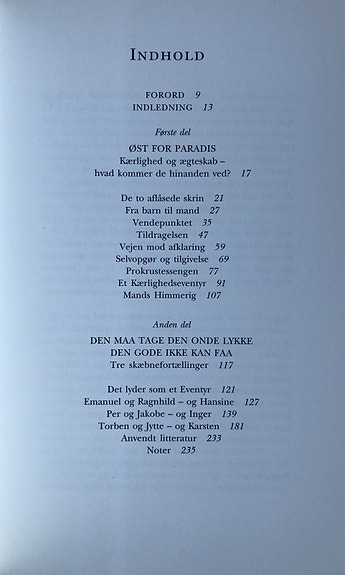 INDHOLD
FORORD 9
INDLEDNING 13
Første del
ØST FOR PARADIS
Kærlighed og ægteskab –
hvad kommer de hinanden ved? 17
De to aflåsede skrin 21
Fra barn til mand 27
Vendepunktet 35
Tildragelsen 47
Vejen mod afklaring 59
Selvopgør og tilgivelse 69
Prokrustessengen 77
Et Kærlighedseventyr 91
Mands Himmerig 107
Anden del
DEN MAA TAGE DEN ONDE LYKKE
DEN GODE IKKE KAN FAA
Tre skæbnefortællinger 117
Det lyder som et Eventyr 121
Emanuel og Ragnhild – og Hansine 127
Per og Jakobe – og Inger 139
Torben og Jytte – og Karsten 181
Anvendt litteratur 233
Noter 235